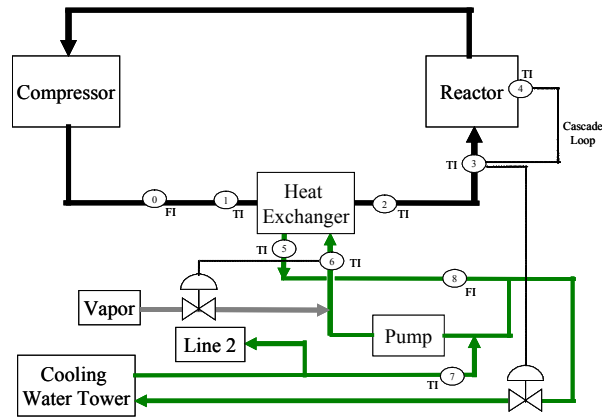 Compressor
Reactor
TI
4
Cascade
Loop
TI
3
Heat
Exchanger
0
FI
1
TI
2
TI
TI
5
6
TI
8
FI
Vapor
Line 2
Pump
Cooling
Water Tower
TI
7